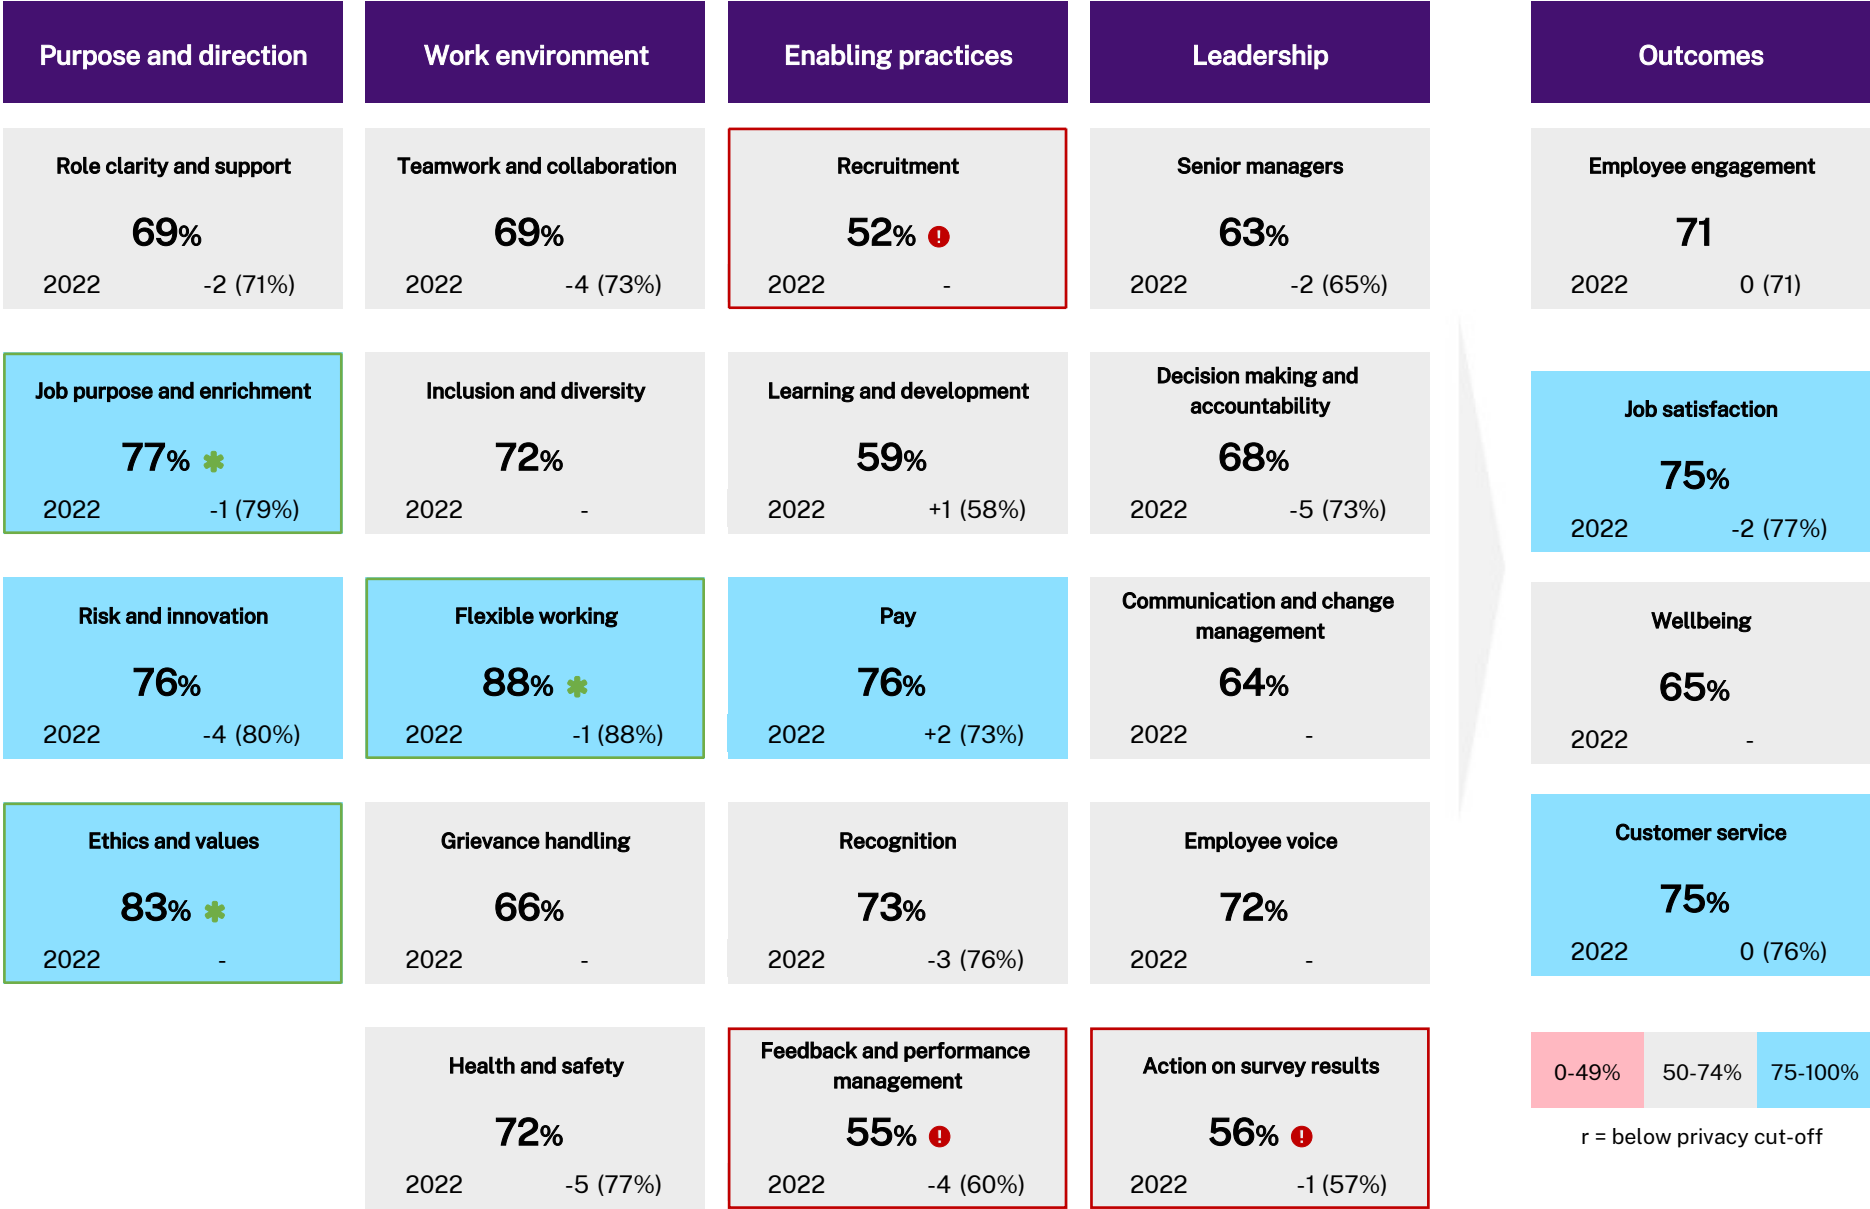 Purpose and direction
Role clarity and support
69%
2022 -2 (71%)
Job purpose and enrichment
77%
2022 -1 (79%)
Risk and innovation
76%
2022 -4 (80%)
Ethics and values
83%
2022 -
Work environment
Teamwork and collaboration
69%
2022 -4 (73%)
Inclusion and diversity
72%
2022 -
Flexible working
88%
2022 -1 (88%)
Grievance handling
66%
2022 -
Health and safety
72%
2022 -5 (77%)
Enabling practices
Recruitment
52% !
2022 -
Learning and development
59%
2022 +1 (58%)
Pay
76%
2022 +2 (73%)
Recognition
73%
2022 -3 (76%)
Feedback and performance
management
55% !
2022 -4 (60%)
Leadership
Senior managers
63%
2022 -2 (65%)
Decision making and
accountability
68%
2022 -5 (73%)
Communication and change
management
64%
2022 -
Employee voice
72%
2022 -
Action on survey results
56% !
2022 -1 (57%)
Outcomes
Employee engagement
71
2022 0 (71)
Job satisfaction
75%
2022 -2 (77%)
Wellbeing
65%
2022 -
Customer service
75%
2022 0 (76%)
0-49% 50-74% 75-100%
r = below privacy cut-off